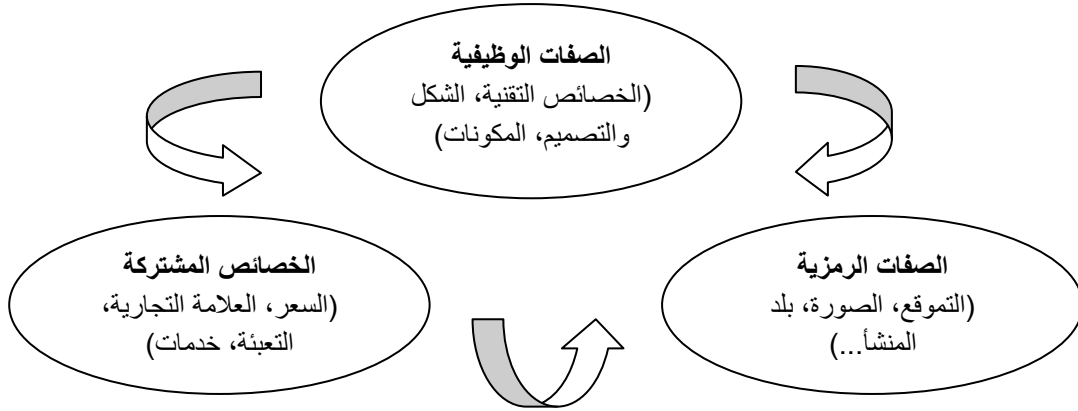 الصفات الوظيفية
(الخصائص التقنية، الشكل
والتصميم، المكونات)
الصفات الرمزية
(التموقع، الصورة، بلد
المنشأ...)
الخصائص المشتركة
(السعر، العلامة التجارية،
التعبئة، خدمات)